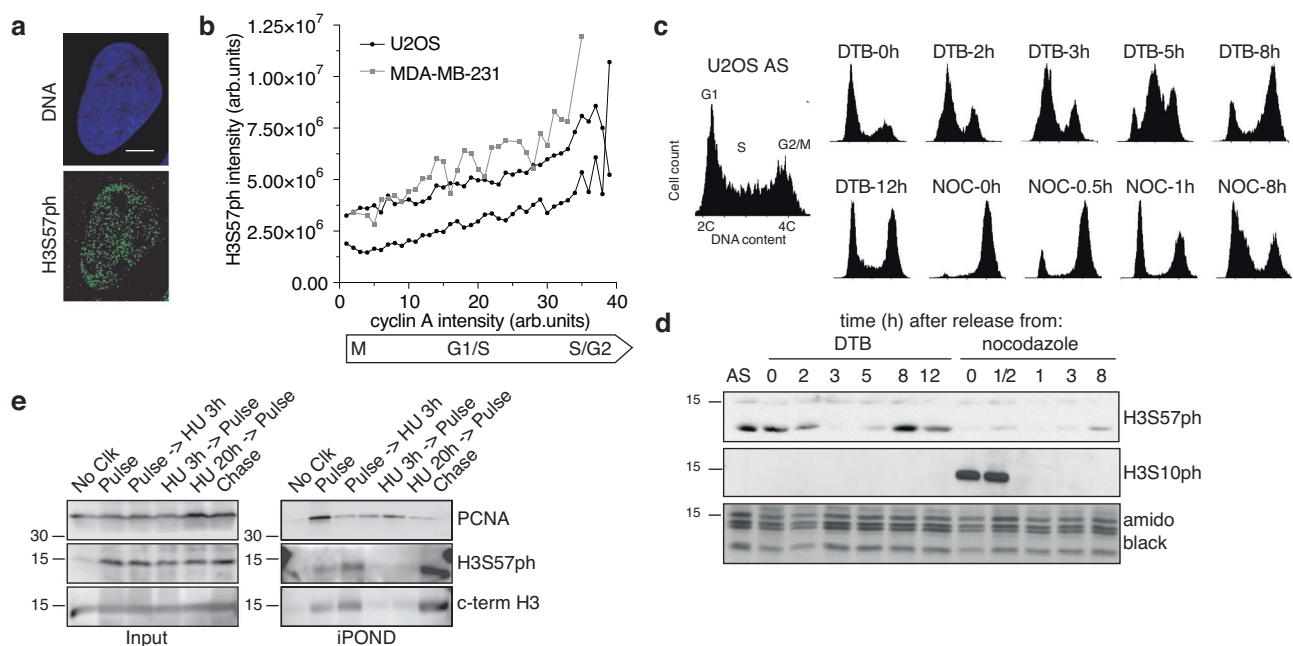 a
DNA
H3S57ph
b
H3S57ph intensity (arb.units)
1.25×10⁷
1.00×10⁷
7.50×10⁶
5.00×10⁶
2.50×10⁶
0.00
U2OS
MDA-MB-231
0 10 20 30 40
cyclin A intensity (arb.units)
M G1/S S/G2
c
U2OS AS
G1
S
G2/M
Cell count
2C 4C
DNA content
DTB-0h DTB-2h DTB-3h DTB-5h DTB-8h
DTB-12h NOC-0h NOC-0.5h NOC-1h NOC-8h
d
time (h) after release from:
DTB nocodazole
AS 0 2 3 5 8 12 0 1/2 1 3 8
15
H3S57ph
15
H3S10ph
15
amido
black
e
No Clk
Pulse
Pulse -> HU 3h
HU 3h -> Pulse
HU 20h -> Pulse
Chase
No Clk
Pulse
Pulse -> HU 3h
HU 3h -> Pulse
HU 20h -> Pulse
Chase
30 30 PCNA
15 15 H3S57ph
15 15 c-term H3
Input iPOND